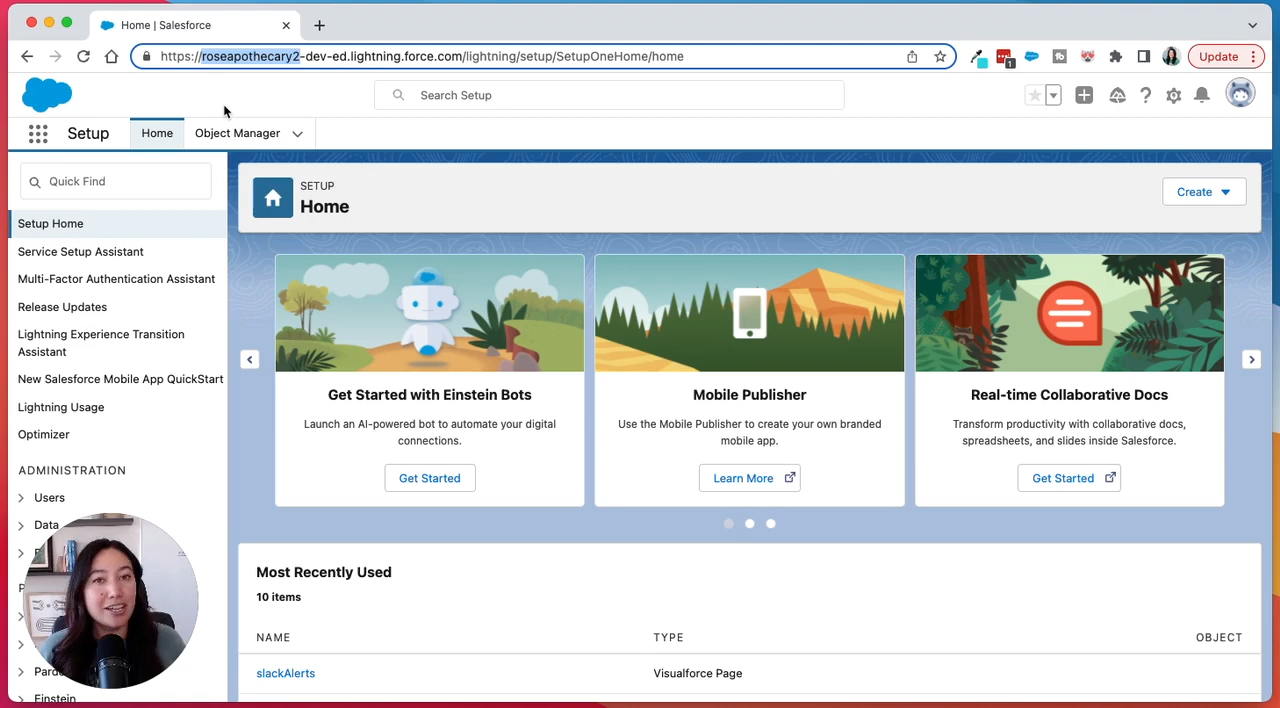 Home | Salesforce
https://roseapothecary2-dev-ed.lightning.force.com/lightning/setup/SetupOneHome/home
1
Update
Search Setup
Setup
Home
Object Manager
Quick Find
Setup Home
Service Setup Assistant
Multi-Factor Authentication Assistant
Release Updates
Lightning Experience Transition
Assistant
New Salesforce Mobile App QuickStart
Lightning Usage
Optimizer
ADMINISTRATION
Users
Data
Einstein
SETUP
Home
Create
Get Started with Einstein Bots
Launch an AI-powered bot to automate your digital
connections.
Get Started
Mobile Publisher
Use the Mobile Publisher to create your own branded
mobile app.
Learn More
Real-time Collaborative Docs
Transform productivity with collaborative docs,
spreadsheets, and slides inside Salesforce.
Get Started
Most Recently Used
10 items
NAME
TYPE
OBJECT
slackAlerts
Visualforce Page